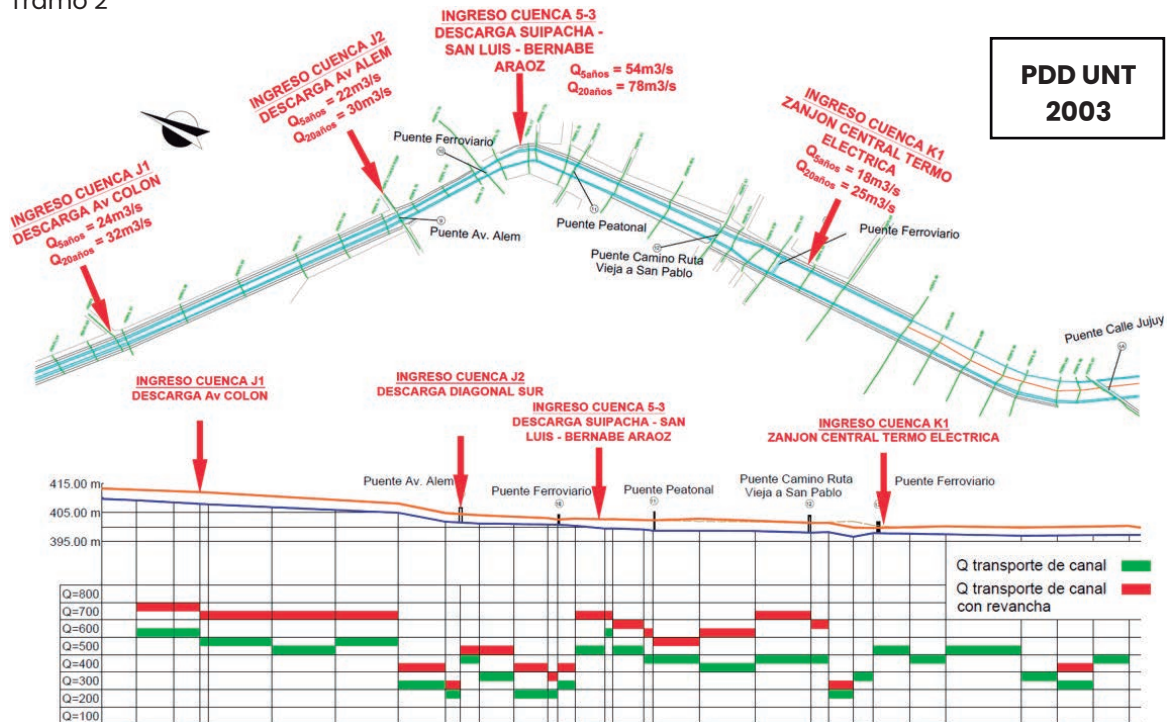 Tramo 2
PDD UNT
2003
INGRESO CUENCA J1
DESCARGA Av COLON
Q5años = 24m3/s
Q20años = 32m3/s
INGRESO CUENCA J2
DESCARGA Av ALEM
Q5años = 22m3/s
Q20años = 30m3/s
INGRESO CUENCA 5-3
DESCARGA SUIPACHA -
SAN LUIS - BERNABE
ARAOZ
Q5años = 54m3/s
Q20años = 78m3/s
INGRESO CUENCA K1
ZANJON CENTRAL TERMO
ELECTRICA
Q5años = 18m3/s
Q20años = 25m3/s
Puente Ferroviario
Puente Av. Alem
Puente Peatonal
Puente Camino Ruta
Vieja a San Pablo
Puente Ferroviario
Puente Calle Jujuy
INGRESO CUENCA J1
DESCARGA Av COLON
INGRESO CUENCA J2
DESCARGA DIAGONAL SUR
INGRESO CUENCA 5-3
DESCARGA SUIPACHA - SAN
LUIS - BERNABE ARAOZ
INGRESO CUENCA K1
ZANJON CENTRAL TERMO ELECTRICA
Puente Av. Alem
Puente Ferroviario
Puente Peatonal
Puente Camino Ruta
Vieja a San Pablo
Puente Ferroviario
415.00 m
405.00 m
395.00 m
Q transporte de canal
Q transporte de canal
con revancha
Q=800
Q=700
Q=600
Q=500
Q=400
Q=300
Q=200
Q=100